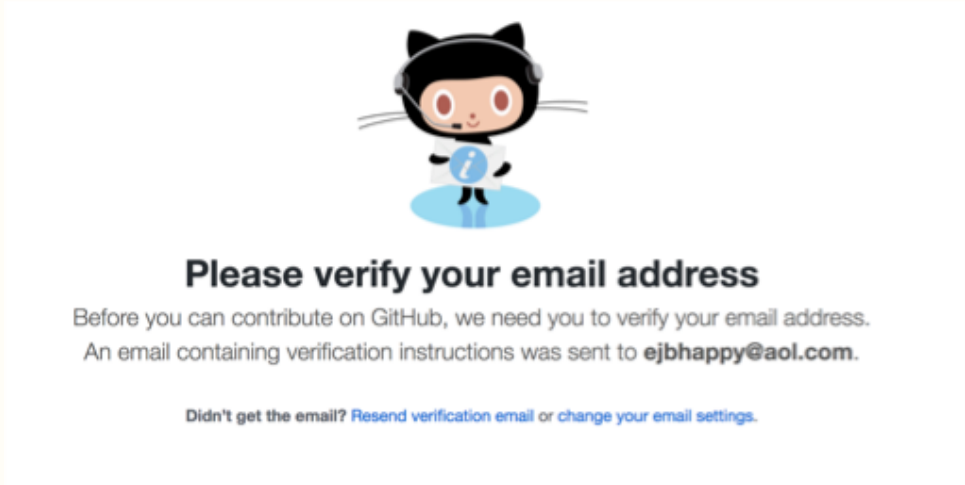 i
Please verify your email address
Before you can contribute on GitHub, we need you to verify your email address.
An email containing verification instructions was sent to ejbhappy@aol.com.
Didn't get the email? Resend verification email or change your email settings.